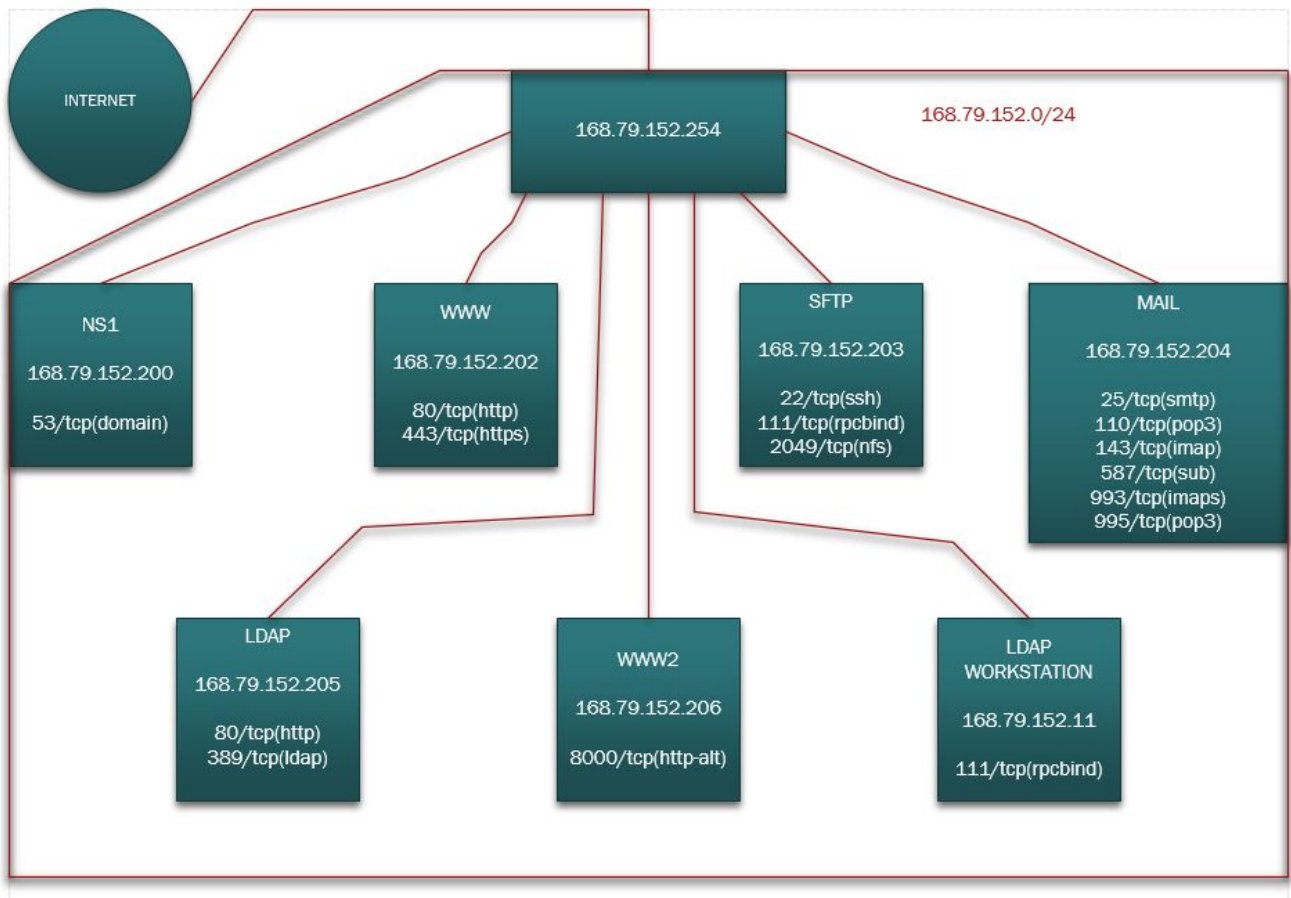 INTERNET
168.79.152.254
168.79.152.0/24
NS1
168.79.152.200
53/tcp(domain)
WWW
168.79.152.202
80/tcp(http)
443/tcp(https)
SFTP
168.79.152.203
22/tcp(ssh)
111/tcp(rpcbind)
2049/tcp(nfs)
MAIL
168.79.152.204
25/tcp(smtp)
110/tcp(pop3)
143/tcp(imap)
587/tcp(sub)
993/tcp(imaps)
995/tcp(pop3)
LDAP
168.79.152.205
80/tcp(http)
389/tcp(ldap)
WWW2
168.79.152.206
8000/tcp(http-alt)
LDAP
WORKSTATION
168.79.152.11
111/tcp(rpcbind)